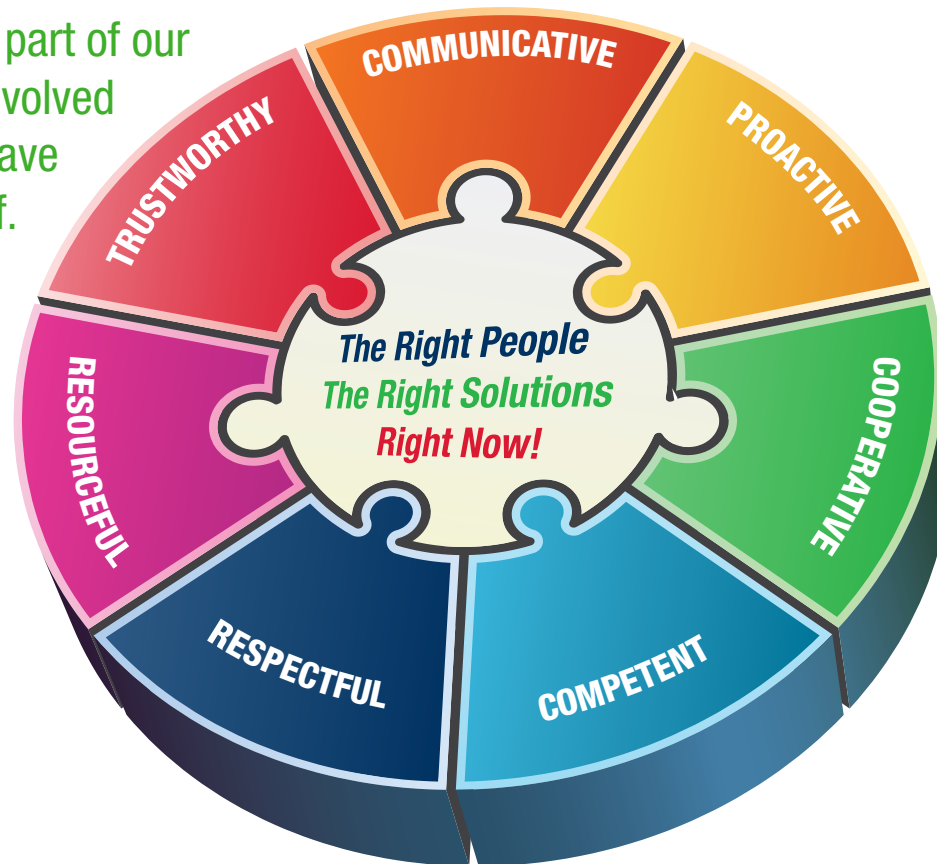 part of our
volved
ave
f.
COMMUNICATIVE
PROACTIVE
COOPERATIVE
COMPETENT
RESPECTFUL
RESOURCEFUL
TRUSTWORTHY
The Right People
The Right Solutions
Right Now!